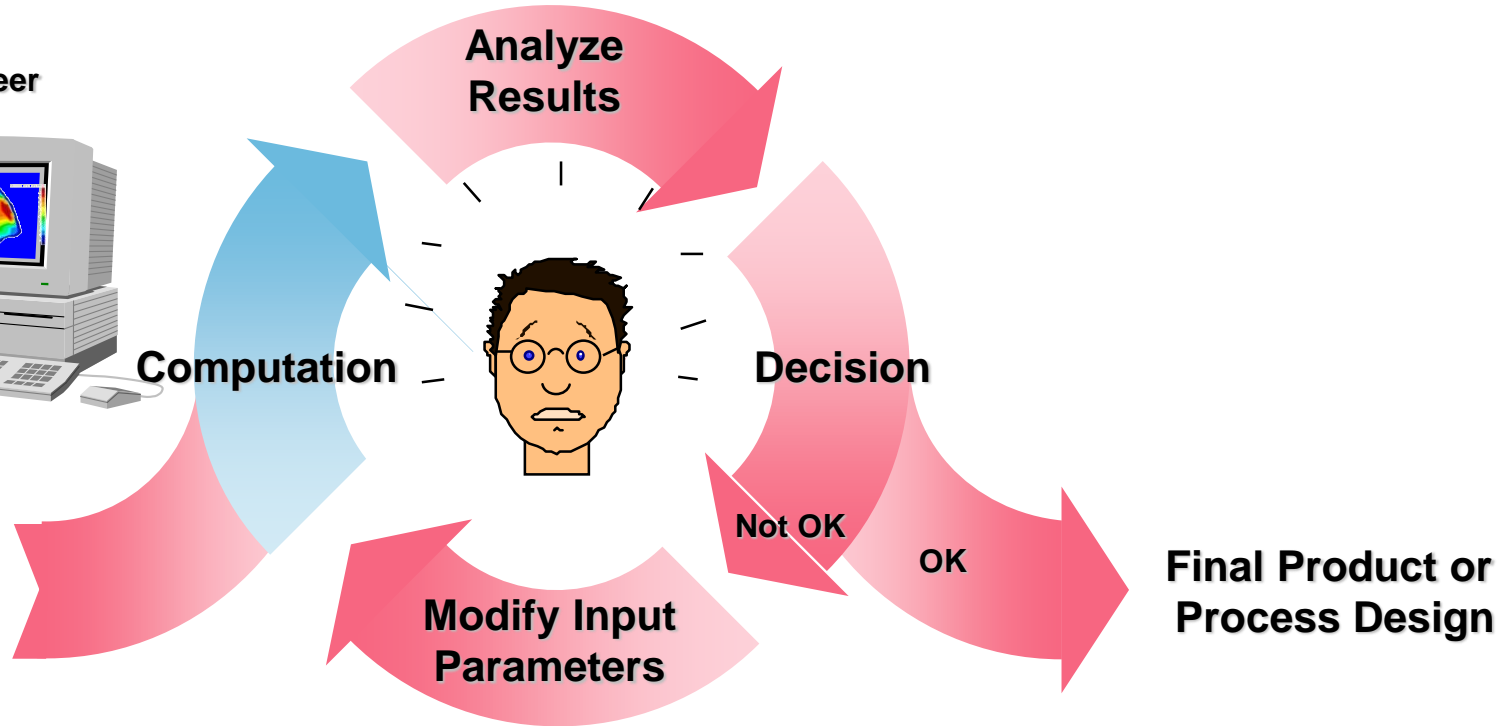 Analyze
Results
eer
Computation
Decision
Not OK
OK
Modify Input
Parameters
Final Product or
Process Design